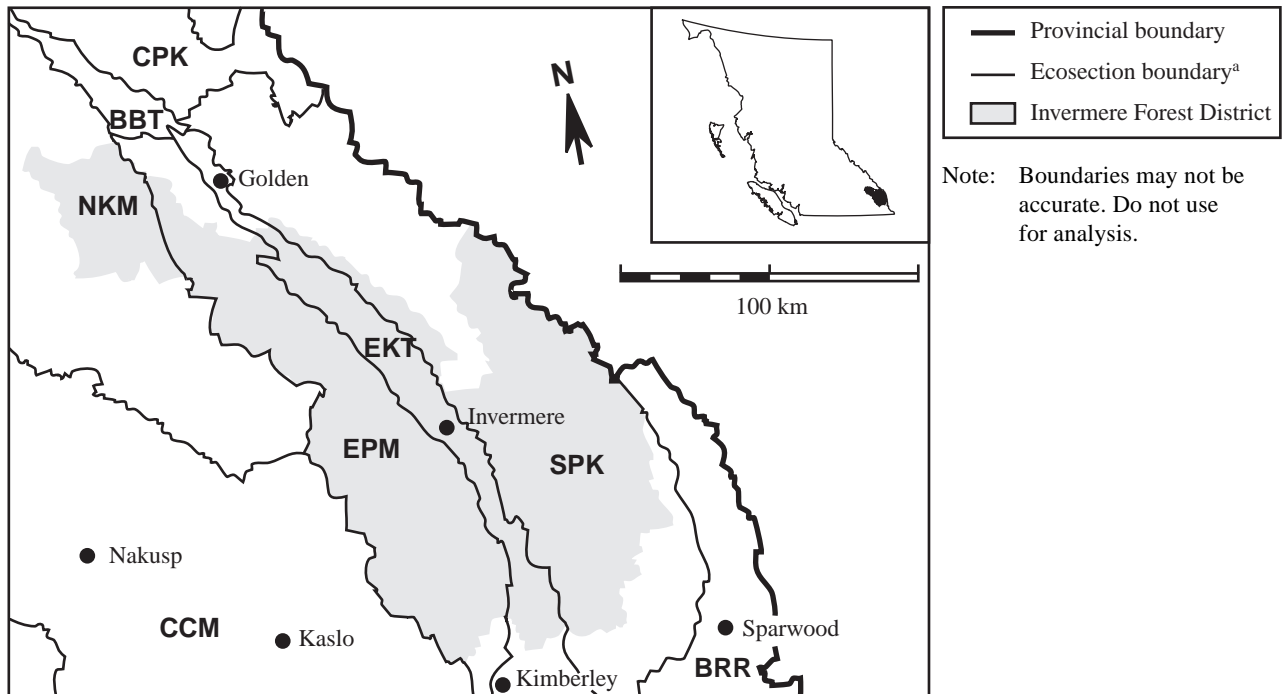 CPK
BBT
Golden
NKM
EKT
Invermere
EPM
SPK
Nakusp
CCM
Kaslo
Sparwood
BRR
Kimberley
N
100 km
Provincial boundary
Ecosection boundaryᵃ
Invermere Forest District
Note: Boundaries may not be
accurate. Do not use
for analysis.